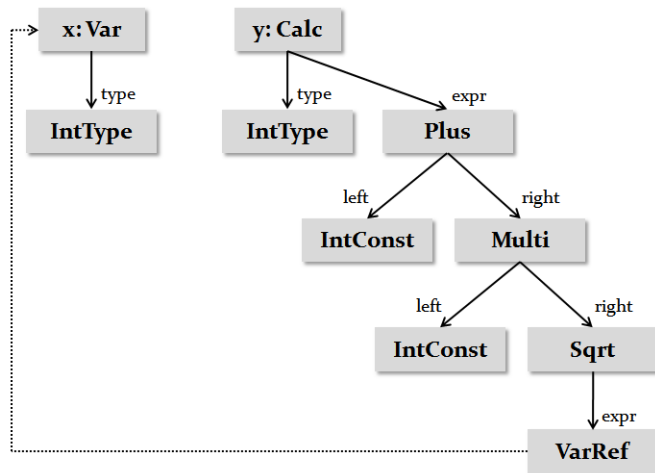 x: Var
y: Calc
type
type
expr
IntType
IntType
Plus
left
right
IntConst
Multi
left
right
IntConst
Sqrt
expr
VarRef